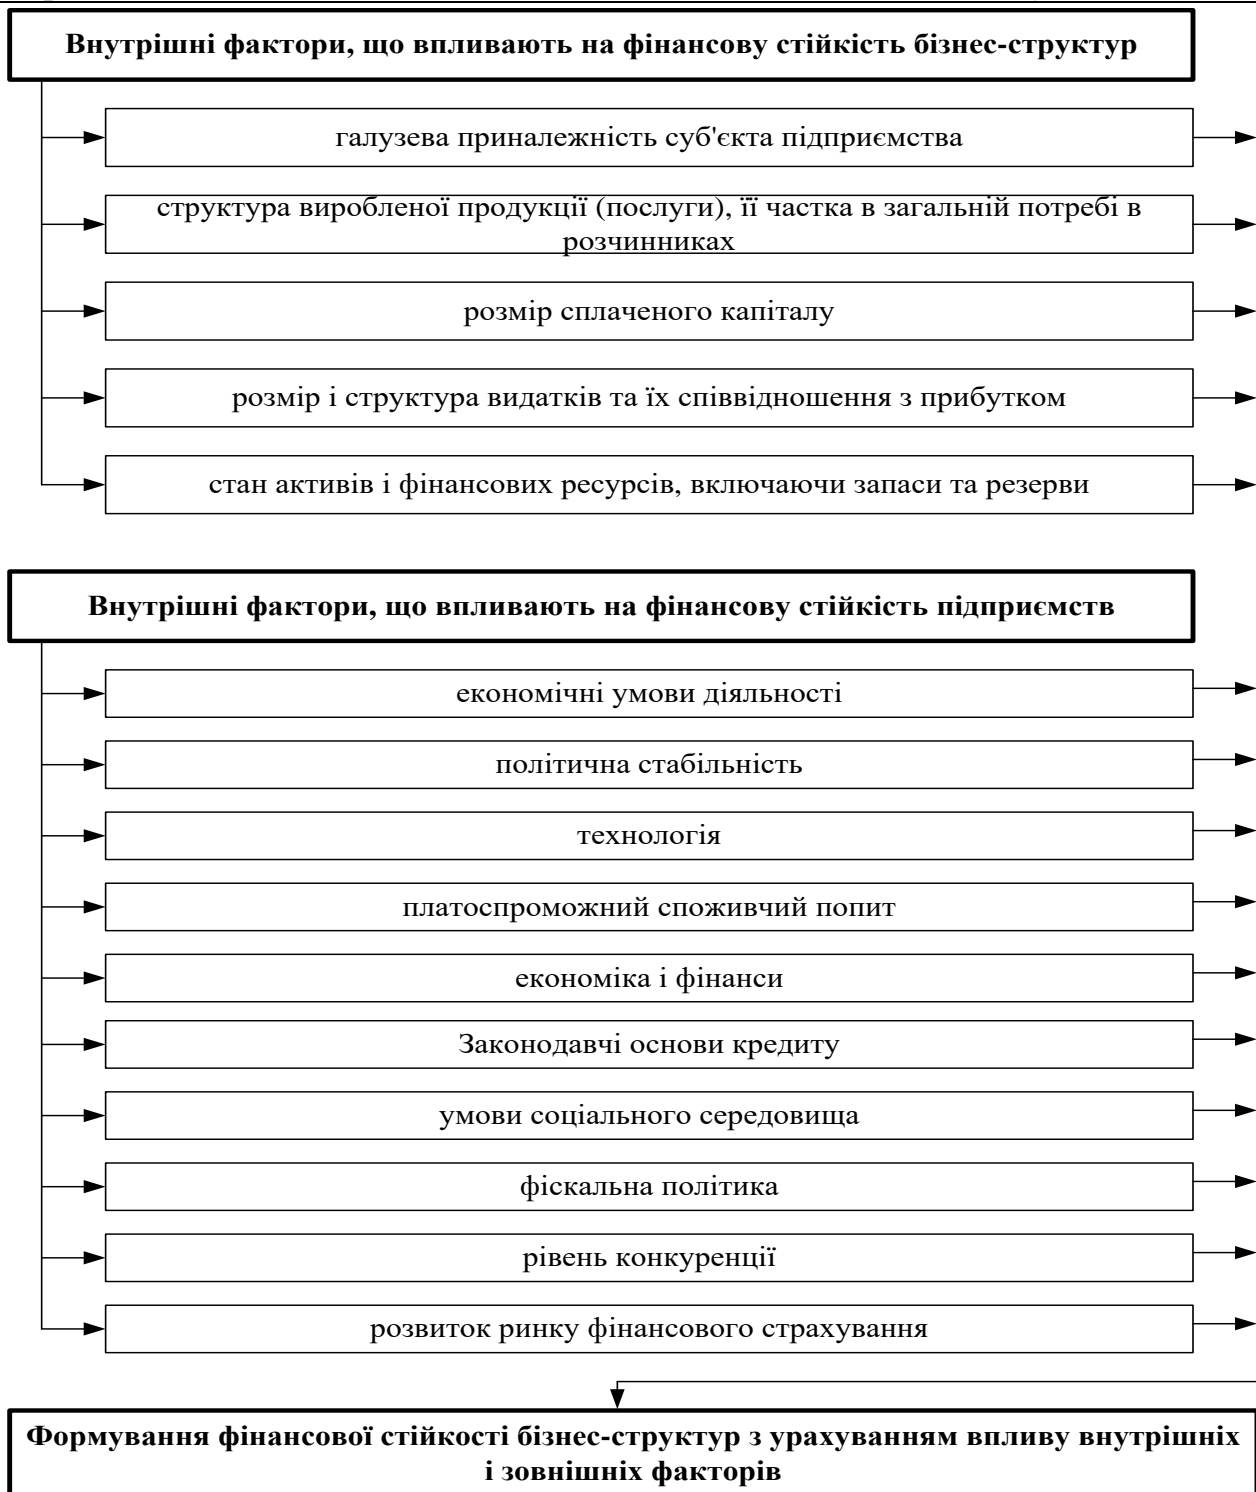 Внутрішні фактори, що впливають на фінансову стійкість бізнес-структур
галузева приналежність суб'єкта підприємства
структура виробленої продукції (послуги), її частка в загальній потребі в
розчинниках
розмір сплаченого капіталу
розмір і структура видатків та їх співвідношення з прибутком
стан активів і фінансових ресурсів, включаючи запаси та резерви
Внутрішні фактори, що впливають на фінансову стійкість підприємств
економічні умови діяльності
політична стабільність
технологія
платоспроможний споживчий попит
економіка і фінанси
Законодавчі основи кредиту
умови соціального середовища
фіскальна політика
рівень конкуренції
розвиток ринку фінансового страхування
Формування фінансової стійкості бізнес-структур з урахуванням впливу внутрішніх
і зовнішніх факторів